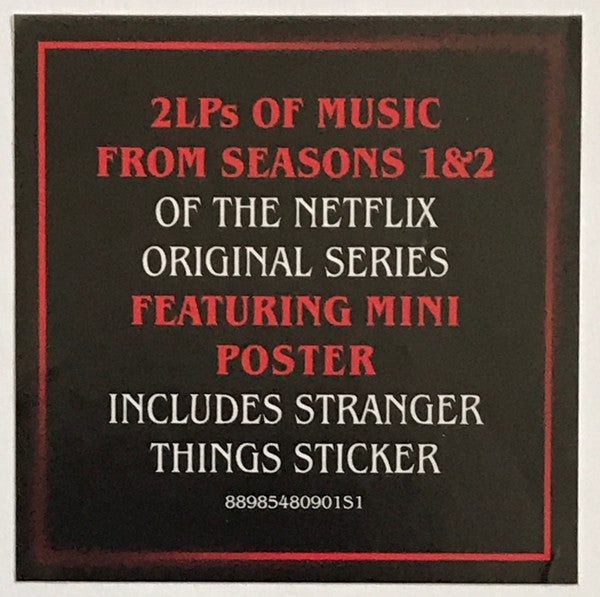 2LPs OF MUSIC
FROM SEASONS 1&2
OF THE NETFLIX
ORIGINAL SERIES
FEATURING MINI
POSTER
INCLUDES STRANGER
THINGS STICKER
88985480901S1